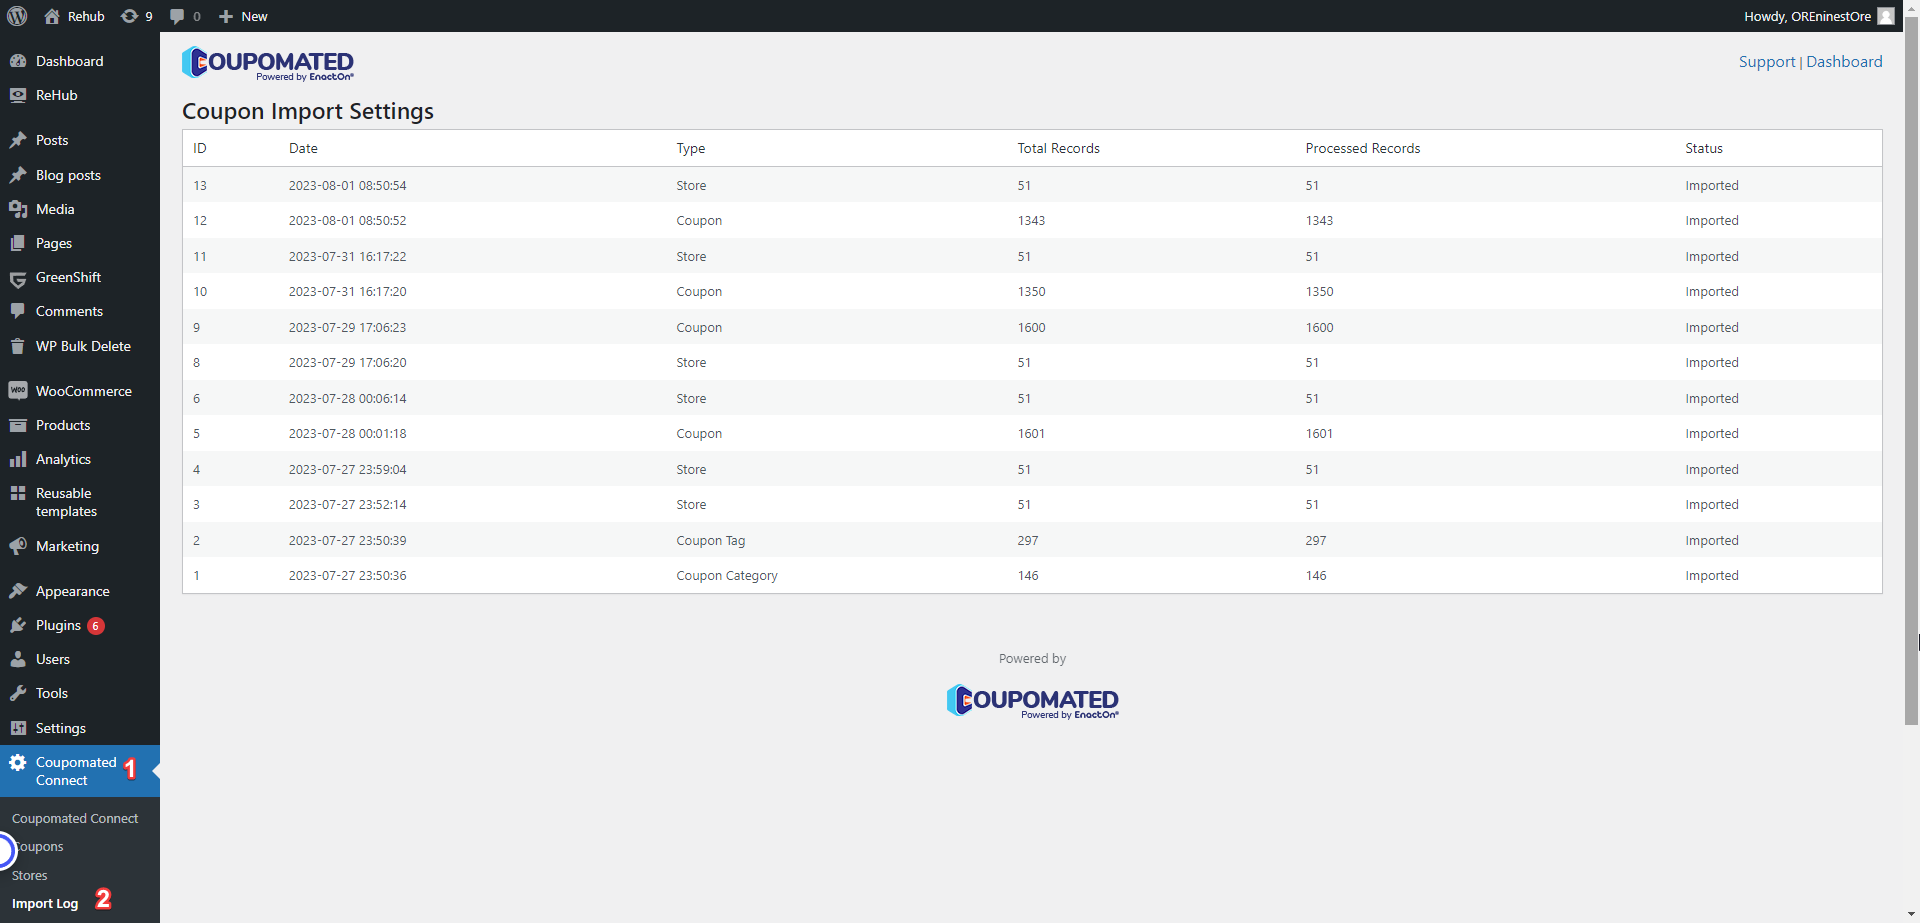 Rehub
9
0
New
Howdy, OREninestOre
Dashboard
ReHub
Posts
Blog posts
Media
Pages
GreenShift
Comments
WP Bulk Delete
Woo WooCommerce
Products
Analytics
Reusable
templates
Marketing
Appearance
Plugins 6
Users
Tools
Settings
Coupomated
Connect
1
Coupomated Connect
Coupons
Stores
Import Log 2
COUPOMATED
Powered by EnactOn®
Support | Dashboard
Coupon Import Settings
ID Date Type Total Records Processed Records Status
13 2023-08-01 08:50:54 Store 51 51 Imported
12 2023-08-01 08:50:52 Coupon 1343 1343 Imported
11 2023-07-31 16:17:22 Store 51 51 Imported
10 2023-07-31 16:17:20 Coupon 1350 1350 Imported
9 2023-07-29 17:06:23 Coupon 1600 1600 Imported
8 2023-07-29 17:06:20 Store 51 51 Imported
6 2023-07-28 00:06:14 Store 51 51 Imported
5 2023-07-28 00:01:18 Coupon 1601 1601 Imported
4 2023-07-27 23:59:04 Store 51 51 Imported
3 2023-07-27 23:52:14 Store 51 51 Imported
2 2023-07-27 23:50:39 Coupon Tag 297 297 Imported
1 2023-07-27 23:50:36 Coupon Category 146 146 Imported
Powered by
COUPOMATED
Powered by EnactOn®